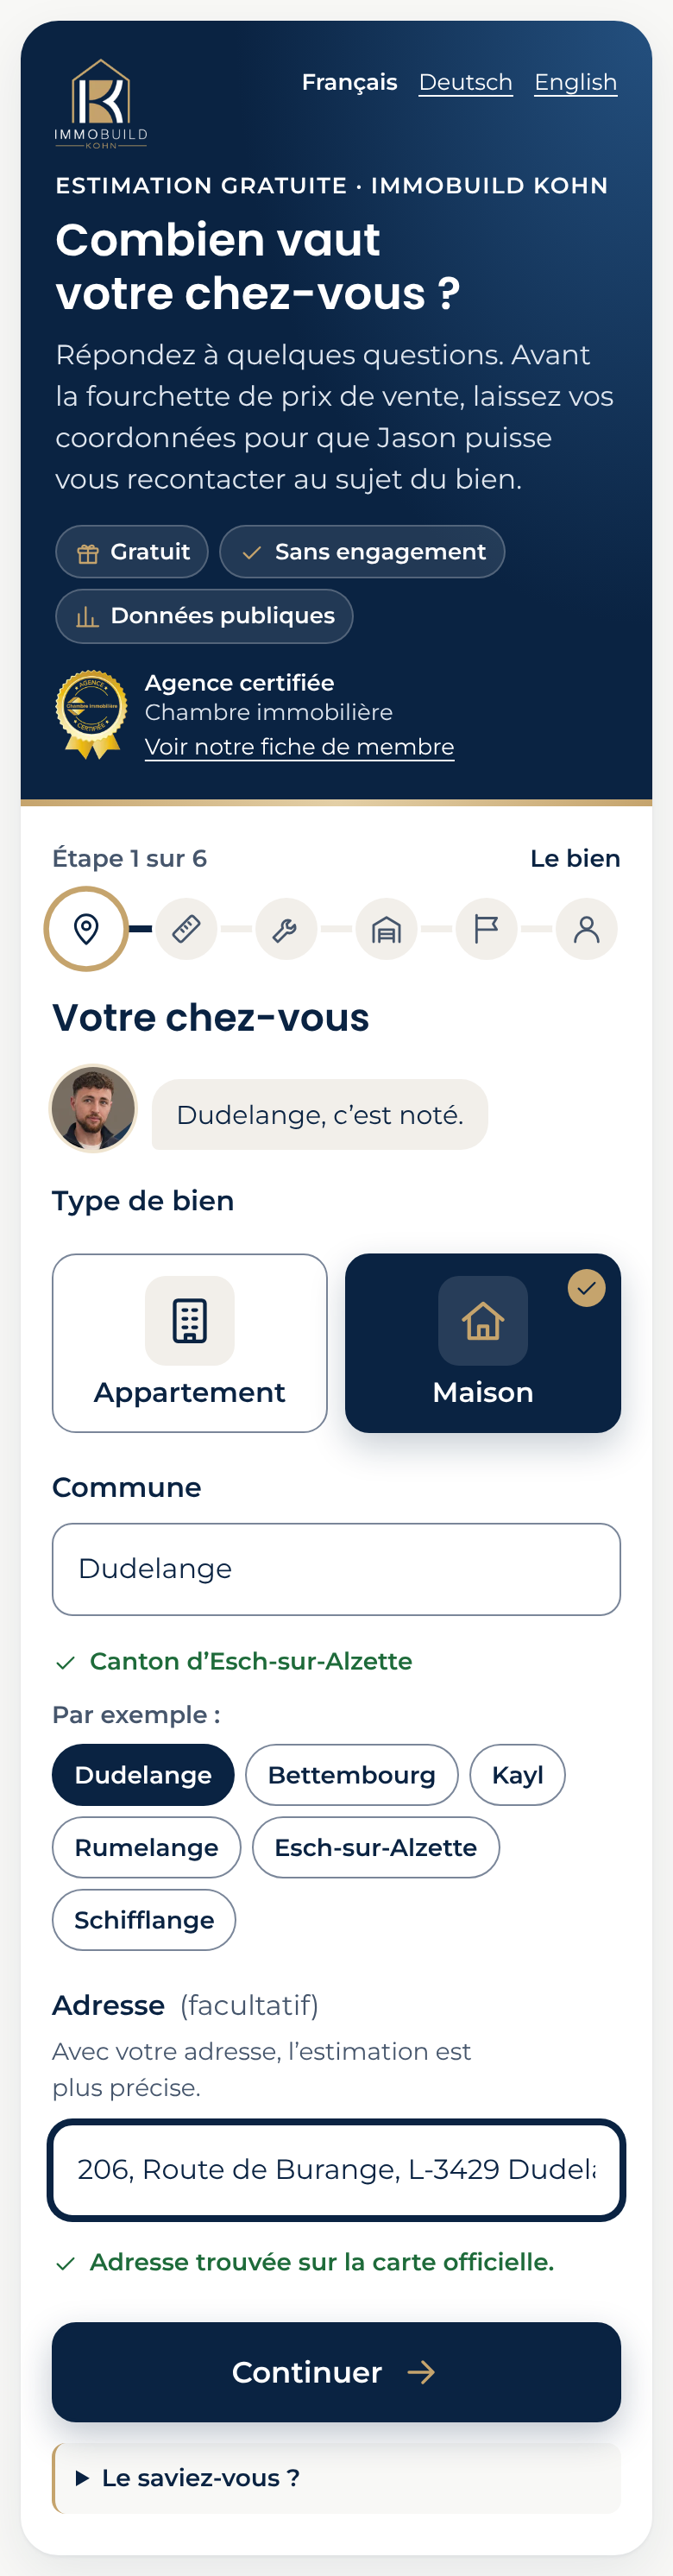 IMMOBUILD
KOHN
Français Deutsch English
ESTIMATION GRATUITE · IMMOBUILD KOHN
Combien vaut
votre chez-vous ?
Répondez à quelques questions. Avant
la fourchette de prix de vente, laissez vos
coordonnées pour que Jason puisse
vous recontacter au sujet du bien.
Gratuit
Sans engagement
Données publiques
AGENCE
Chambre Immobilière
CERTIFIÉE
Agence certifiée
Chambre immobilière
Voir notre fiche de membre
Étape 1 sur 6
Le bien
Votre chez-vous
Dudelange, c’est noté.
Type de bien
Appartement
Maison
Commune
Dudelange
Canton d’Esch-sur-Alzette
Par exemple :
Dudelange
Bettembourg
Kayl
Rumelange
Esch-sur-Alzette
Schifflange
Adresse (facultatif)
Avec votre adresse, l’estimation est
plus précise.
206, Route de Burange, L-3429 Dudela
Adresse trouvée sur la carte officielle.
Continuer
Le saviez-vous ?